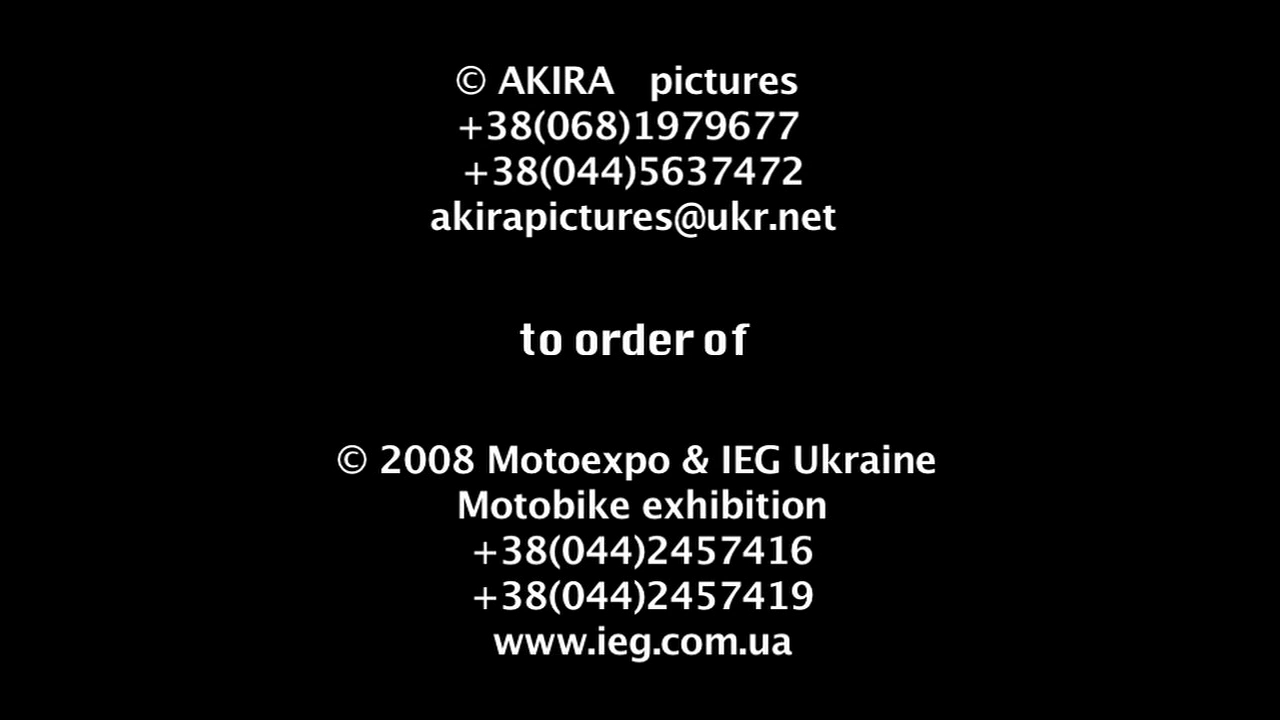 © AKIRA pictures
+38(068)1979677
+38(044)5637472
akirapictures@ukr.net
to order of
© 2008 Motoexpo & IEG Ukraine
Motobike exhibition
+38(044)2457416
+38(044)2457419
www.ieg.com.ua